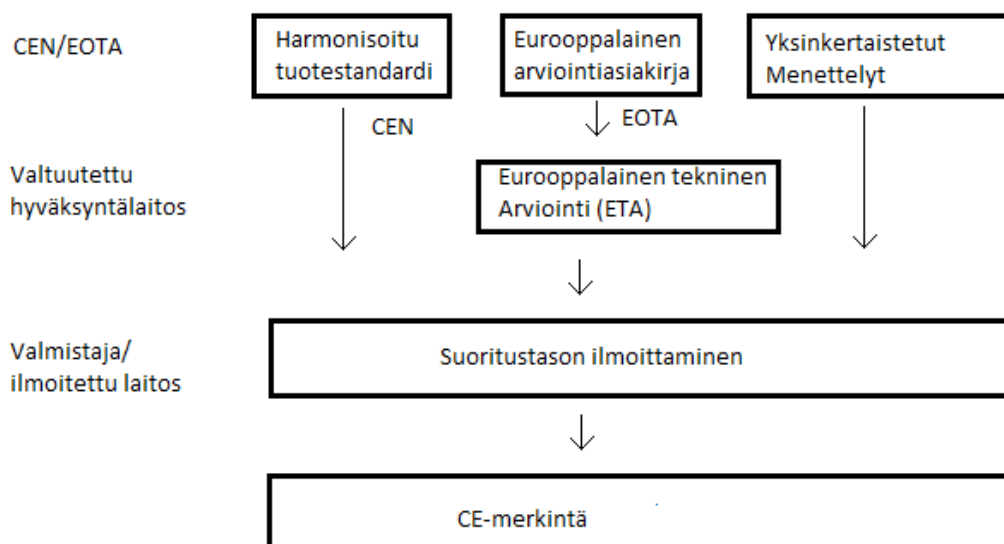 CEN/EOTA
Harmonisoitu
tuotestandardi
Eurooppalainen
arviointiasiakirja
Yksinkertaistetut
Menettelyt
CEN
EOTA
Valtuutettu
hyväksyntälaitos
Eurooppalainen tekninen
Arviointi (ETA)
Valmistaja/
ilmoitettu laitos
Suoritustason ilmoittaminen
CE-merkintä